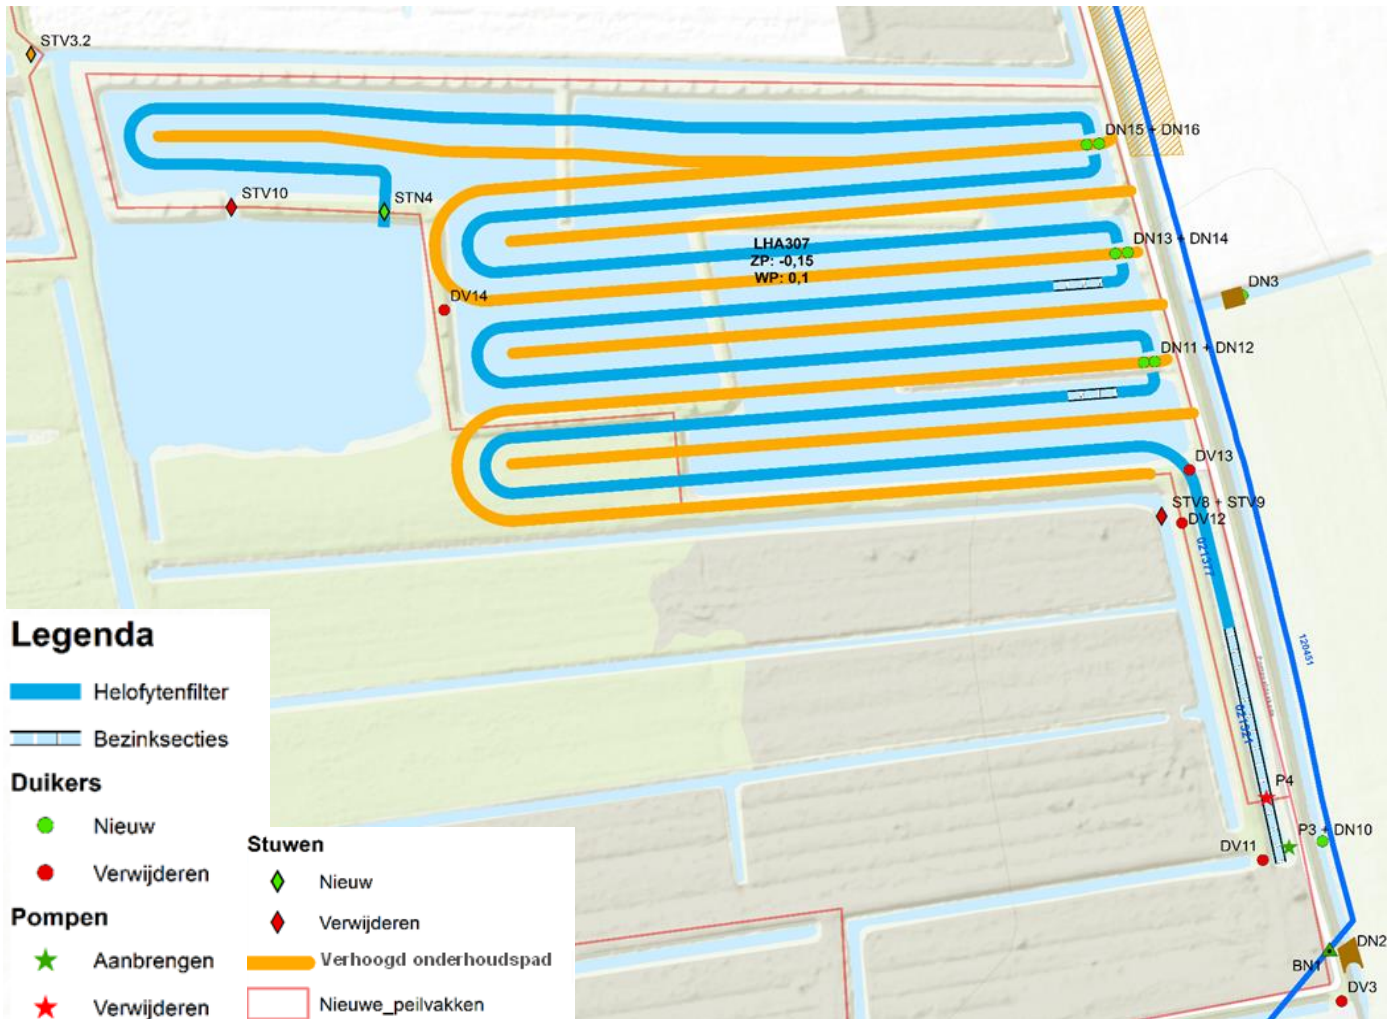 STV3.2
DN15 + DN16
STV10
STN4
DN13 + DN14
LHA307
ZP: -0,15
WP: 0,1
DN3
DV14
DN11 + DN12
DV13
STV8 + STV9
DV12
021377
120451
021321
P4
P3 + DN10
DV11
DN2
BN1
DV3
Legenda
Helofytenfilter
Bezinksecties
Duikers
Nieuw
Verwijderen
Pompen
Aanbrengen
Verwijderen
Stuwen
Nieuw
Verwijderen
Verhoogd onderhoudspad
Nieuwe_peilvakken